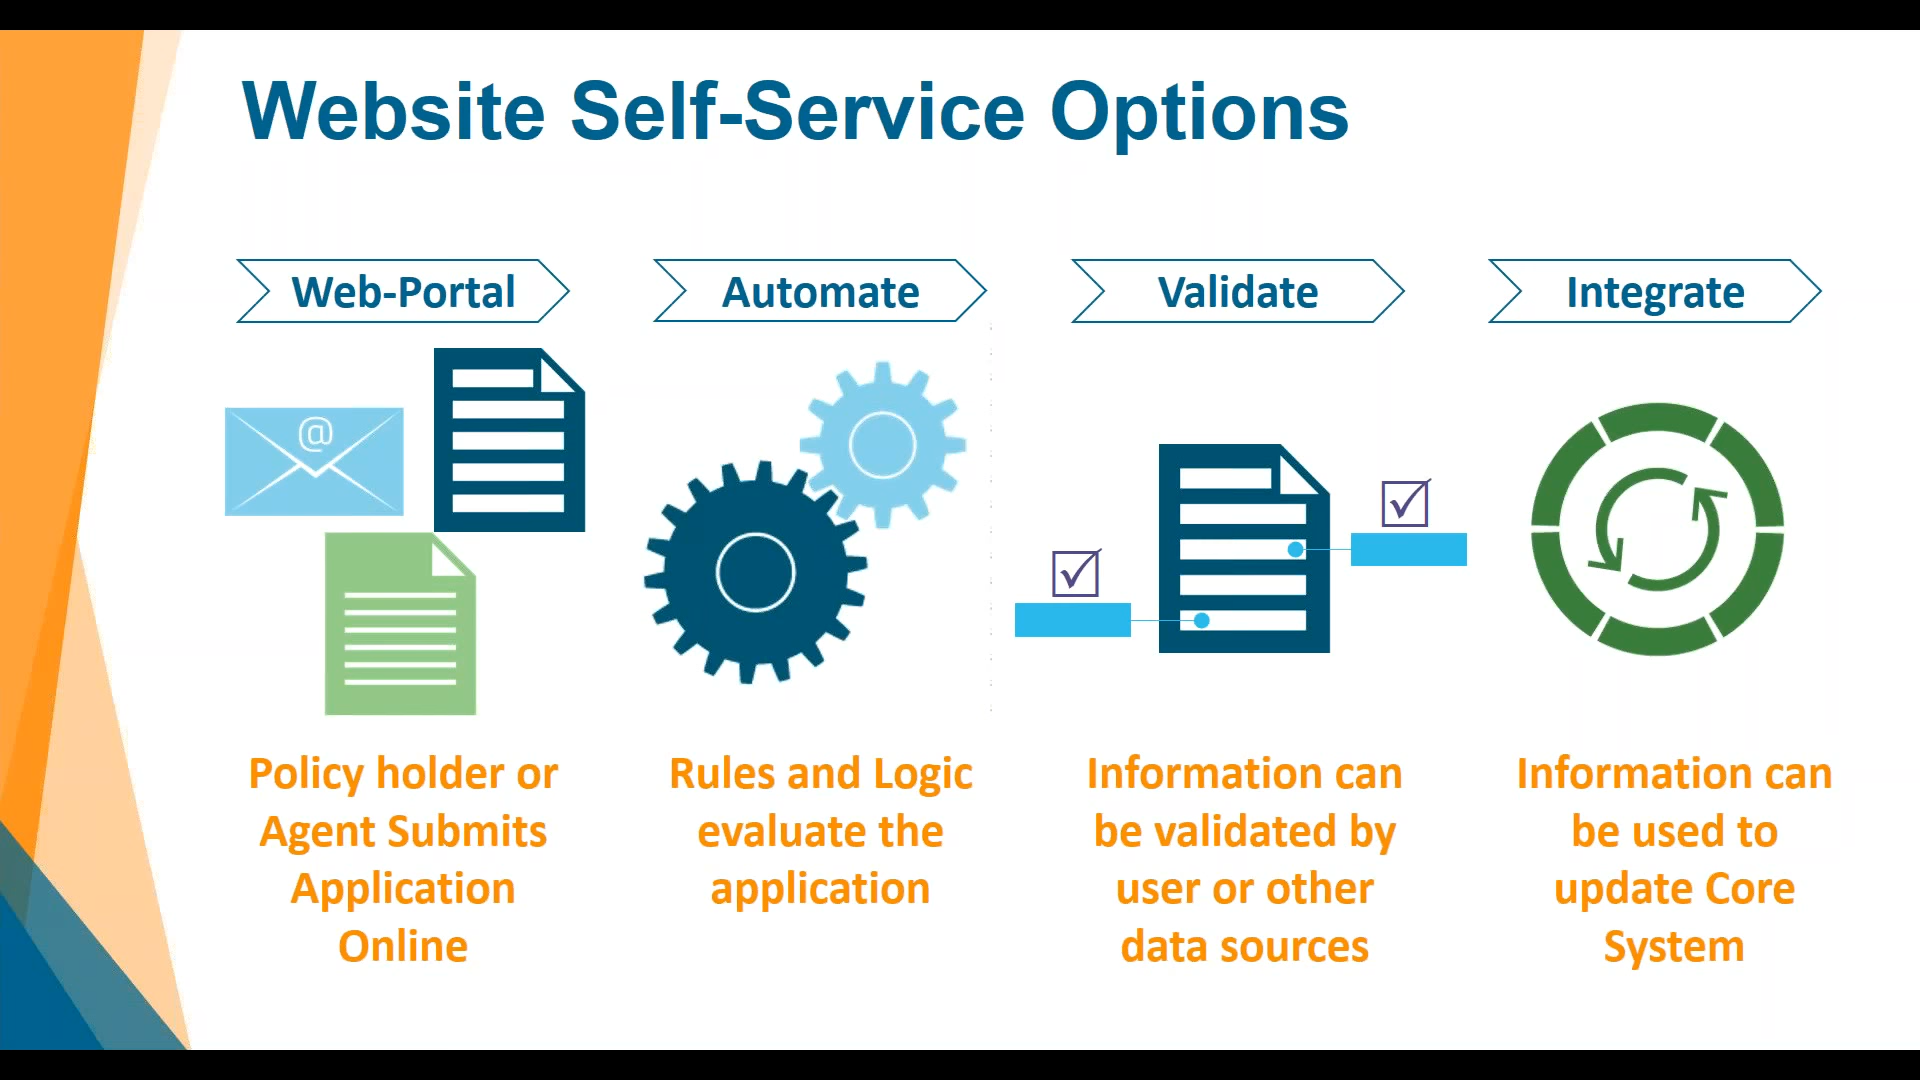 Website Self-Service Options
Web-Portal
Automate
Validate
Integrate
@
Policy holder or
Agent Submits
Application
Online
Rules and Logic
evaluate the
application
Information can
be validated by
user or other
data sources
Information can
be used to
update Core
System